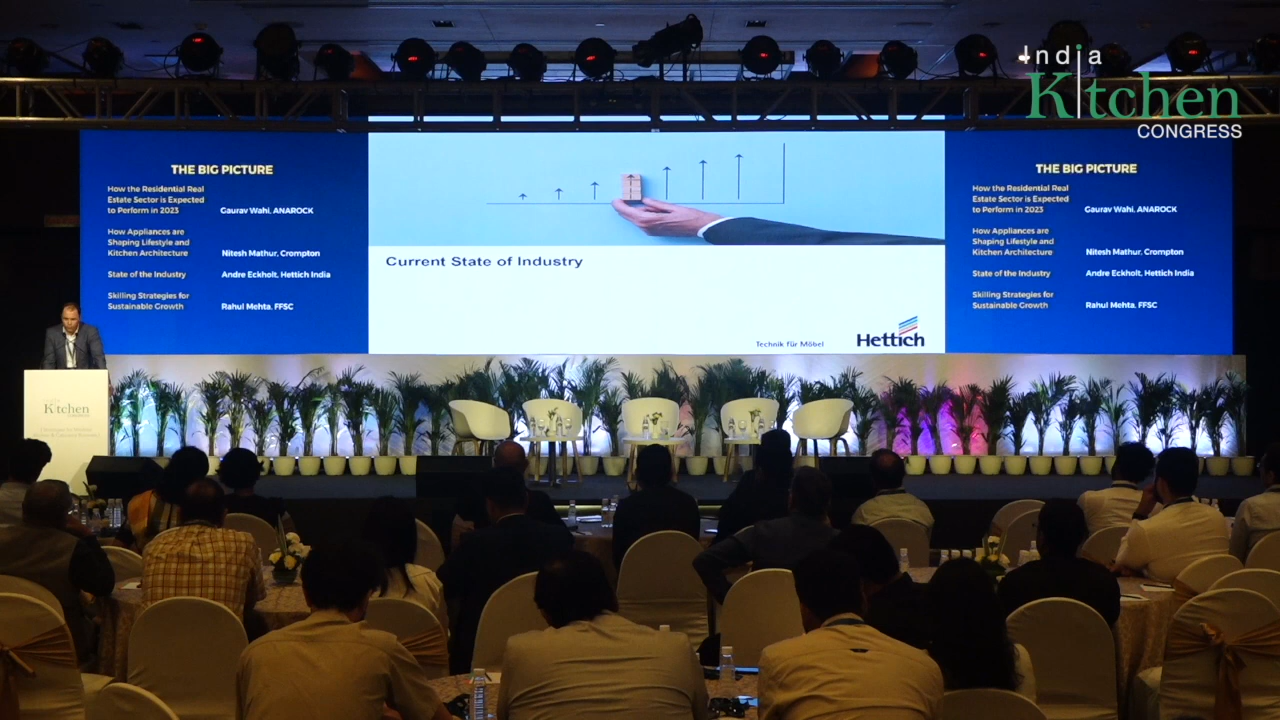 India
Kitchen
CONGRESS
THE BIG PICTURE
How the Residential Real
Estate Sector is Expected
to Perform in 2023
Gaurav Wahi, ANAROCK
How Appliances are
Shaping Lifestyle and
Kitchen Architecture
Nitesh Mathur, Crompton
State of the Industry
Andre Eckholt, Hettich India
Skilling Strategies for
Sustainable Growth
Rahul Mehta, FFSC
Current State of Industry
Technik für Möbel
Hettich
THE BIG PICTURE
How the Residential Real
Estate Sector is Expected
to Perform in 2023
Gaurav Wahi, ANAROCK
How Appliances are
Shaping Lifestyle and
Kitchen Architecture
Nitesh Mathur, Crompton
State of the Industry
Andre Eckholt, Hettich India
Skilling Strategies for
Sustainable Growth
Rahul Mehta, FFSC
Kitchen
CONGRESS